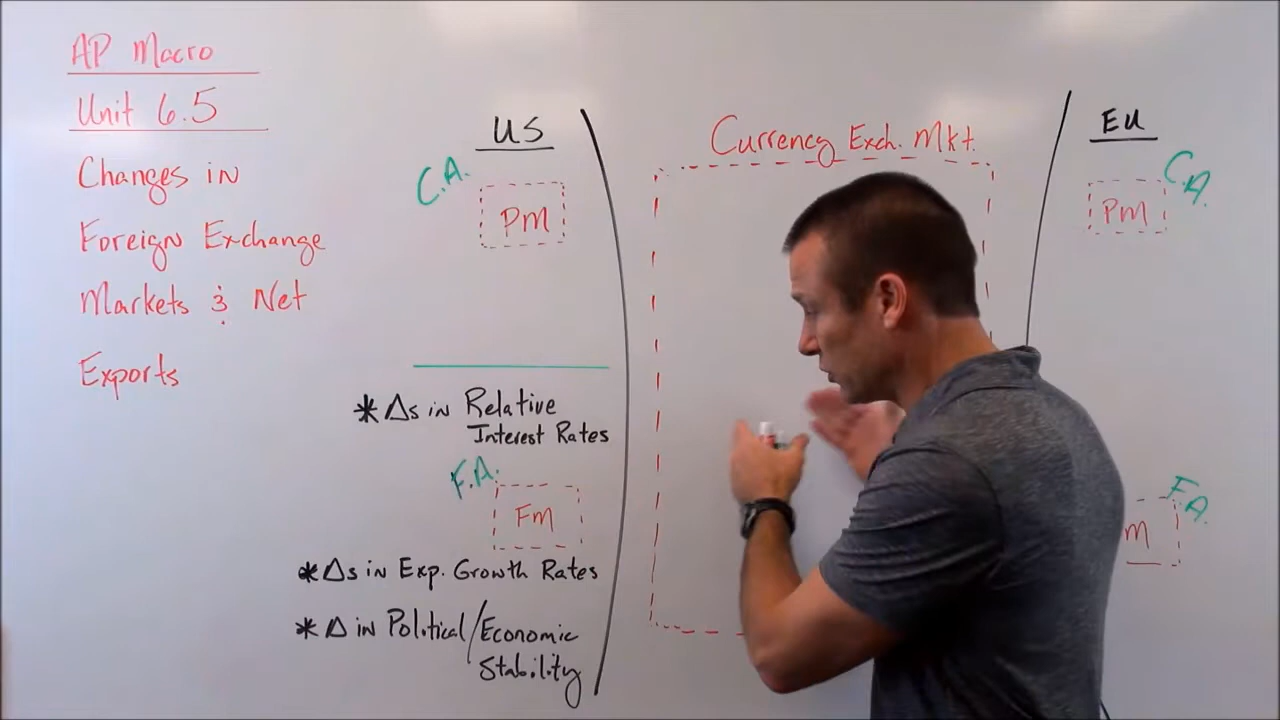 AP Macro
Unit 6.5
Changes in
Foreign Exchange
Markets & Net
Exports
US
C.A.
PM
*Δs in Relative
Interest Rates
F.A.
FM
*Δs in Exp. Growth Rates
*Δ in Political/Economic
Stability
Currency Exch. Mkt.
EU
C.A.
PM
F.A.
M